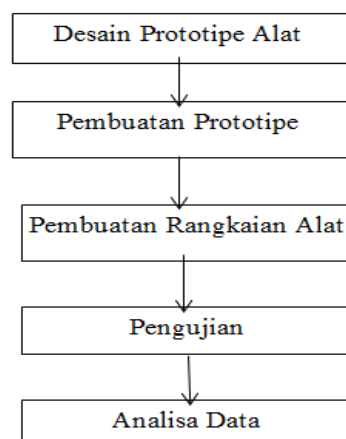 Desain Prototipe Alat
Pembuatan Prototipe
Pembuatan Rangkaian Alat
Pengujian
Analisa Data